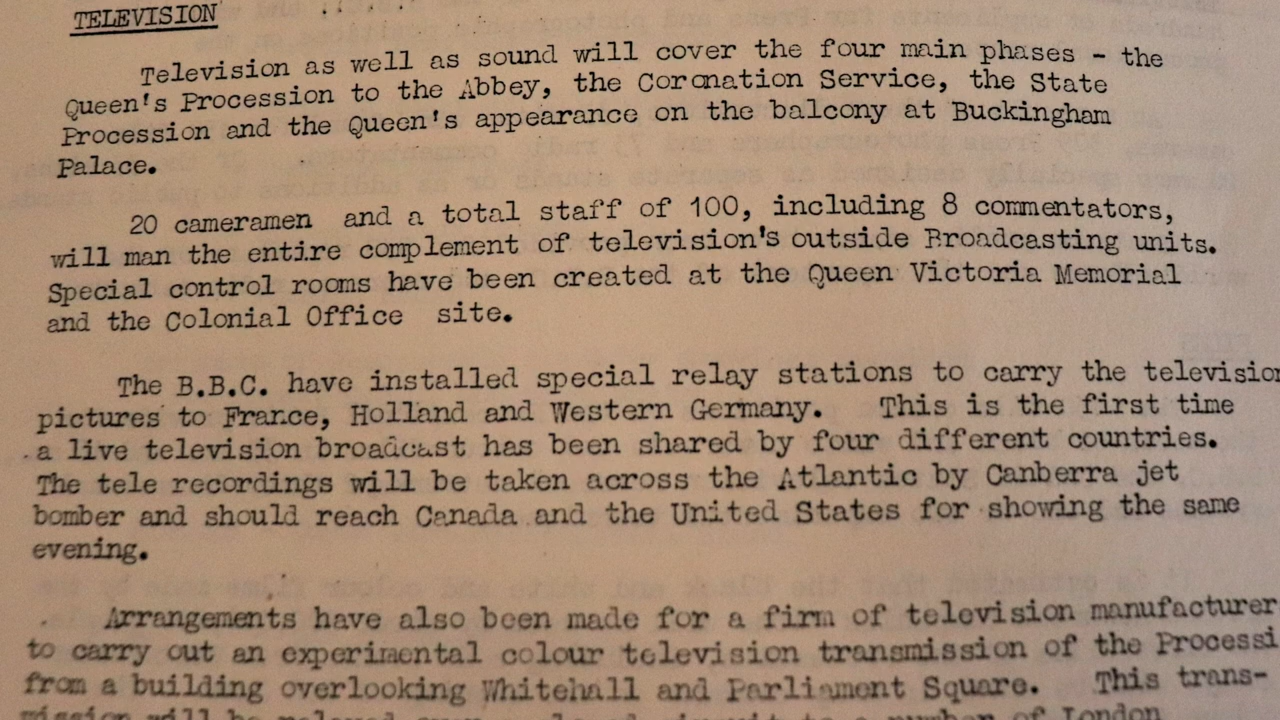 TELEVISION
Television as well as sound will cover the four main phases - the
Queen's Procession to the Abbey, the Coronation Service, the State
Procession and the Queen's appearance on the balcony at Buckingham
Palace.
20 cameramen and a total staff of 100, including 8 commentators,
will man the entire complement of television's outside Broadcasting units.
Special control rooms have been created at the Queen Victoria Memorial
and the Colonial Office site.
The B.B.C. have installed special relay stations to carry the television
pictures to France, Holland and Western Germany. This is the first time
a live television broadcast has been shared by four different countries.
The tele recordings will be taken across the Atlantic by Canberra jet
bomber and should reach Canada and the United States for showing the same
evening.
Arrangements have also been made for a firm of television manufacturer
to carry out an experimental colour television transmission of the Processi
from a building overlooking Whitehall and Parliament Square. This trans-
mission will be a number of London